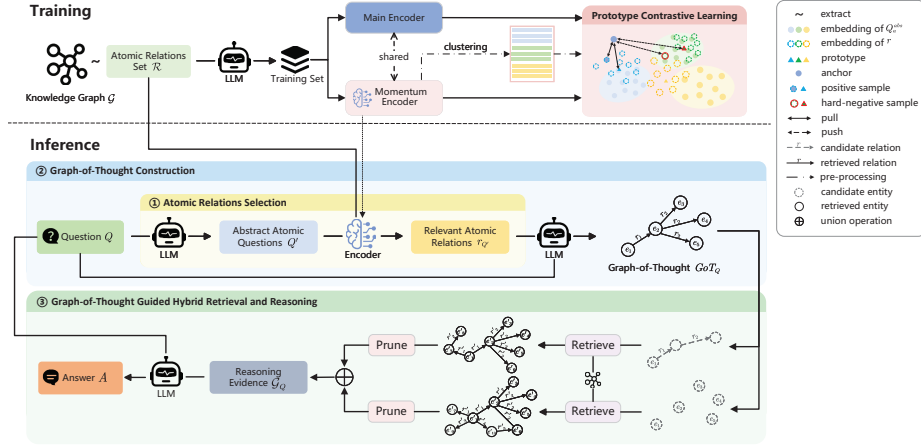 Training
Knowledge Graph 𝒢
~
Atomic Relations
Set ℛ
LLM
Training Set
Main Encoder
shared
Momentum
Encoder
clustering
Prototype Contrastive Learning
~ extract
embedding of Q_a^abs
embedding of r
prototype
anchor
positive sample
hard-negative sample
pull
push
r candidate relation
r retrieved relation
pre-processing
candidate entity
retrieved entity
union operation
Inference
② Graph-of-Thought Construction
① Atomic Relations Selection
Question Q
LLM
Abstract Atomic
Questions Q'
Encoder
Relevant Atomic
Relations r_Q'
LLM
Graph-of-Thought GoT_Q
③ Graph-of-Thought Guided Hybrid Retrieval and Reasoning
Answer A
LLM
Reasoning
Evidence 𝒢_Q
Prune
Retrieve
Prune
Retrieve